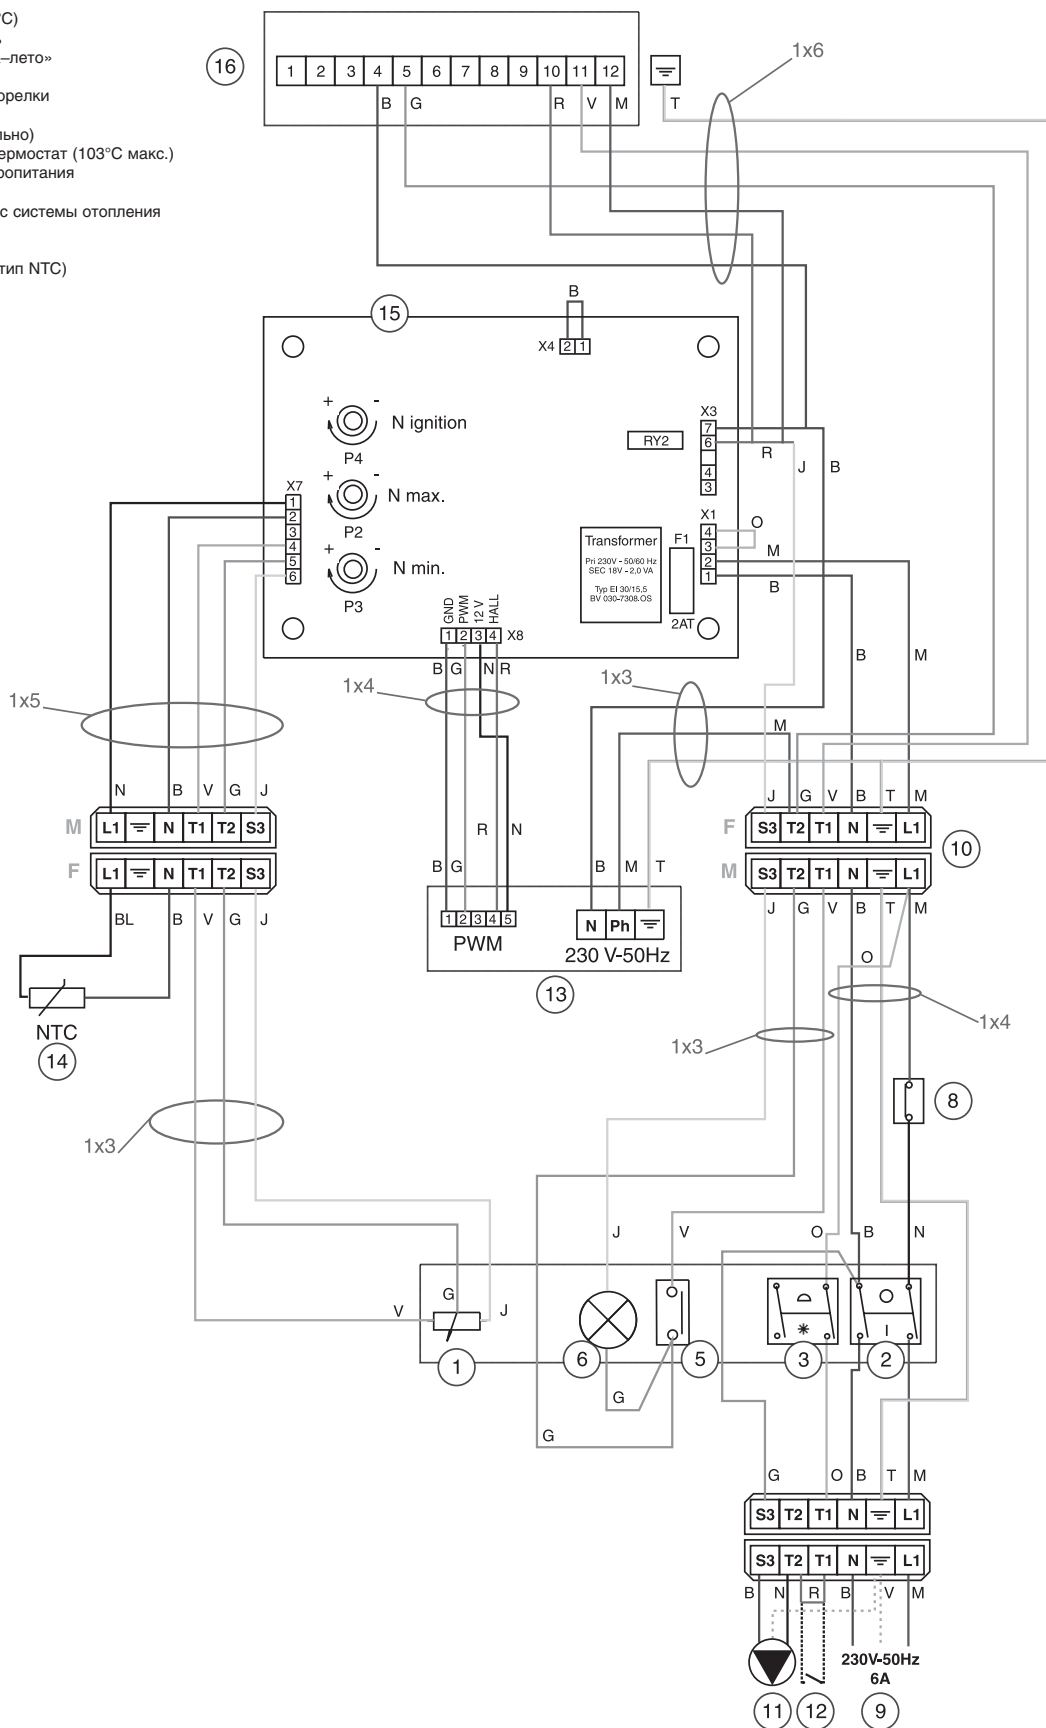 °C)
»
–лето»
орелки
льно)
ермостат (103°C макс.)
ропитания
с системы отопления
тип NTC)
16
1 2 3 4 5 6 7 8 9 10 11 12
B G R V M T
1x6
15
B
X4 2 1
+ -
N ignition
P4
+ -
N max.
P2
+ -
N min.
P3
RY2
X3
7
6
4
3
R J B
X7
1
2
3
4
5
6
X1
4
3
2
1
O
M
B
Transformer
Pri 230V - 50/60 Hz
SEC 18V - 2,0 VA
Typ EI 30/15,5
BV 030-7308.OS
F1
2AT
GND PWM 12 V HALL
1 2 3 4 X8
B G N R
B M
1x5
1x4
1x3
M
N B V G J
J G V B T M
M L1 N T1 T2 S3
F L1 N T1 T2 S3
R N
F S3 T2 T1 N L1
M S3 T2 T1 N L1
10
B G
B M T
BL B V G J
J G V B T M
1 2 3 4 5
PWM
N Ph
230 V-50Hz
13
O
NTC
14
1x3
1x4
8
1x3
J V O B N
V G J
1
6
5
3
2
I
G
G
G O B T M
S3 T2 T1 N L1
S3 T2 T1 N L1
B N R B V M
230V-50Hz
6A
11 12 9